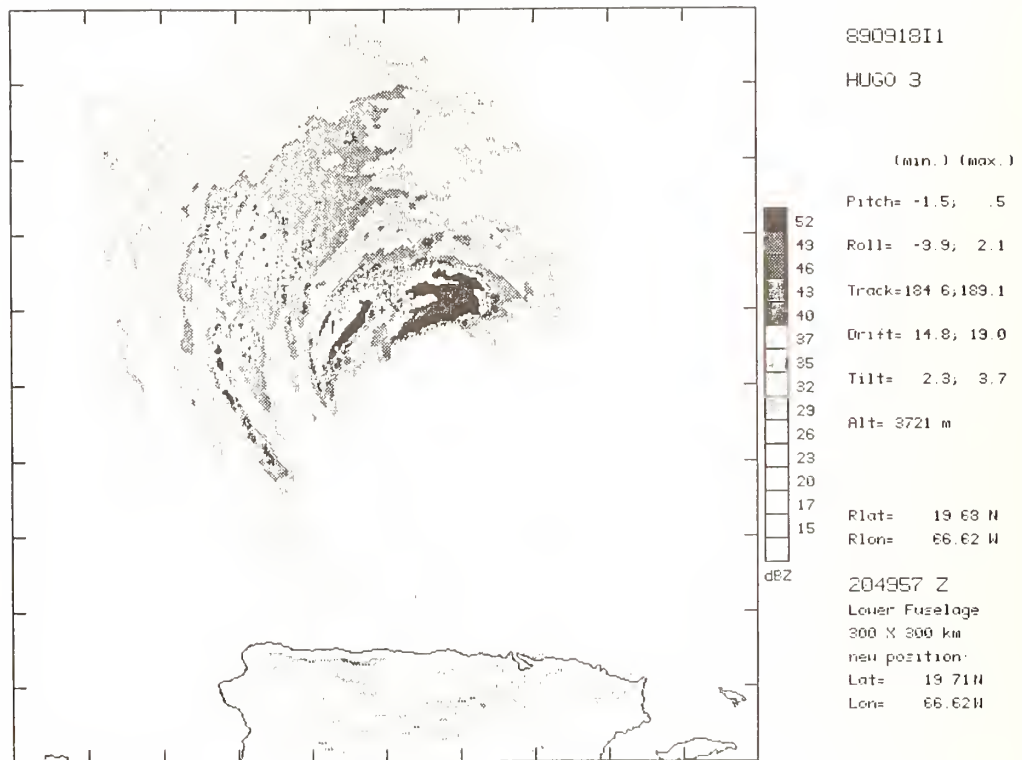 890918I1
HUGO 3
(min.) (max.)
Pitch= -1.5; .5
Roll= -3.9; 2.1
Track=184 6;189.1
Drift= 14.8; 19.0
Tilt= 2.3; 3.7
Alt= 3721 m
52
49
46
43
40
37
35
32
29
26
23
20
17
15
dBZ
Rlat= 19 68 N
Rlon= 66.62 W
204957 Z
Lower Fuselage
300 X 300 km
new position:
Lat= 19 71N
Lon= 66.62W